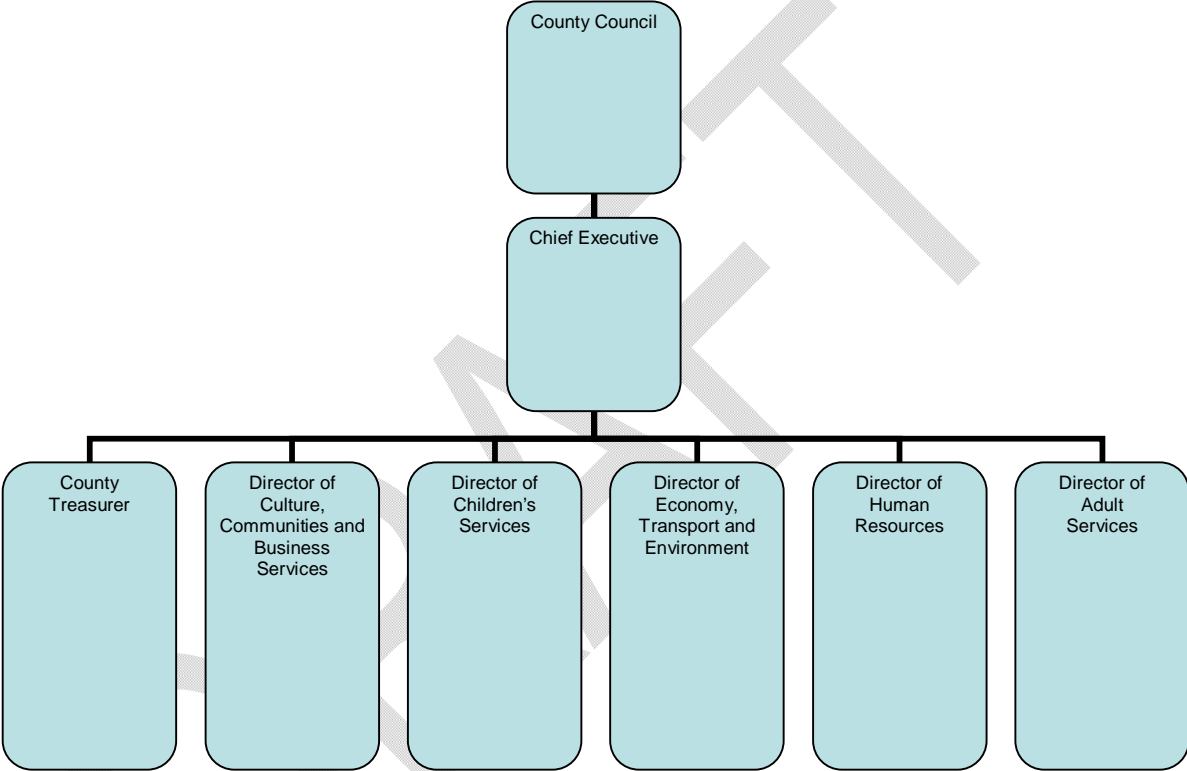 County Council
Chief Executive
County
Treasurer
Director of
Culture,
Communities and
Business
Services
Director of
Children’s
Services
Director of
Economy,
Transport and
Environment
Director of
Human
Resources
Director of
Adult
Services
DRAFT